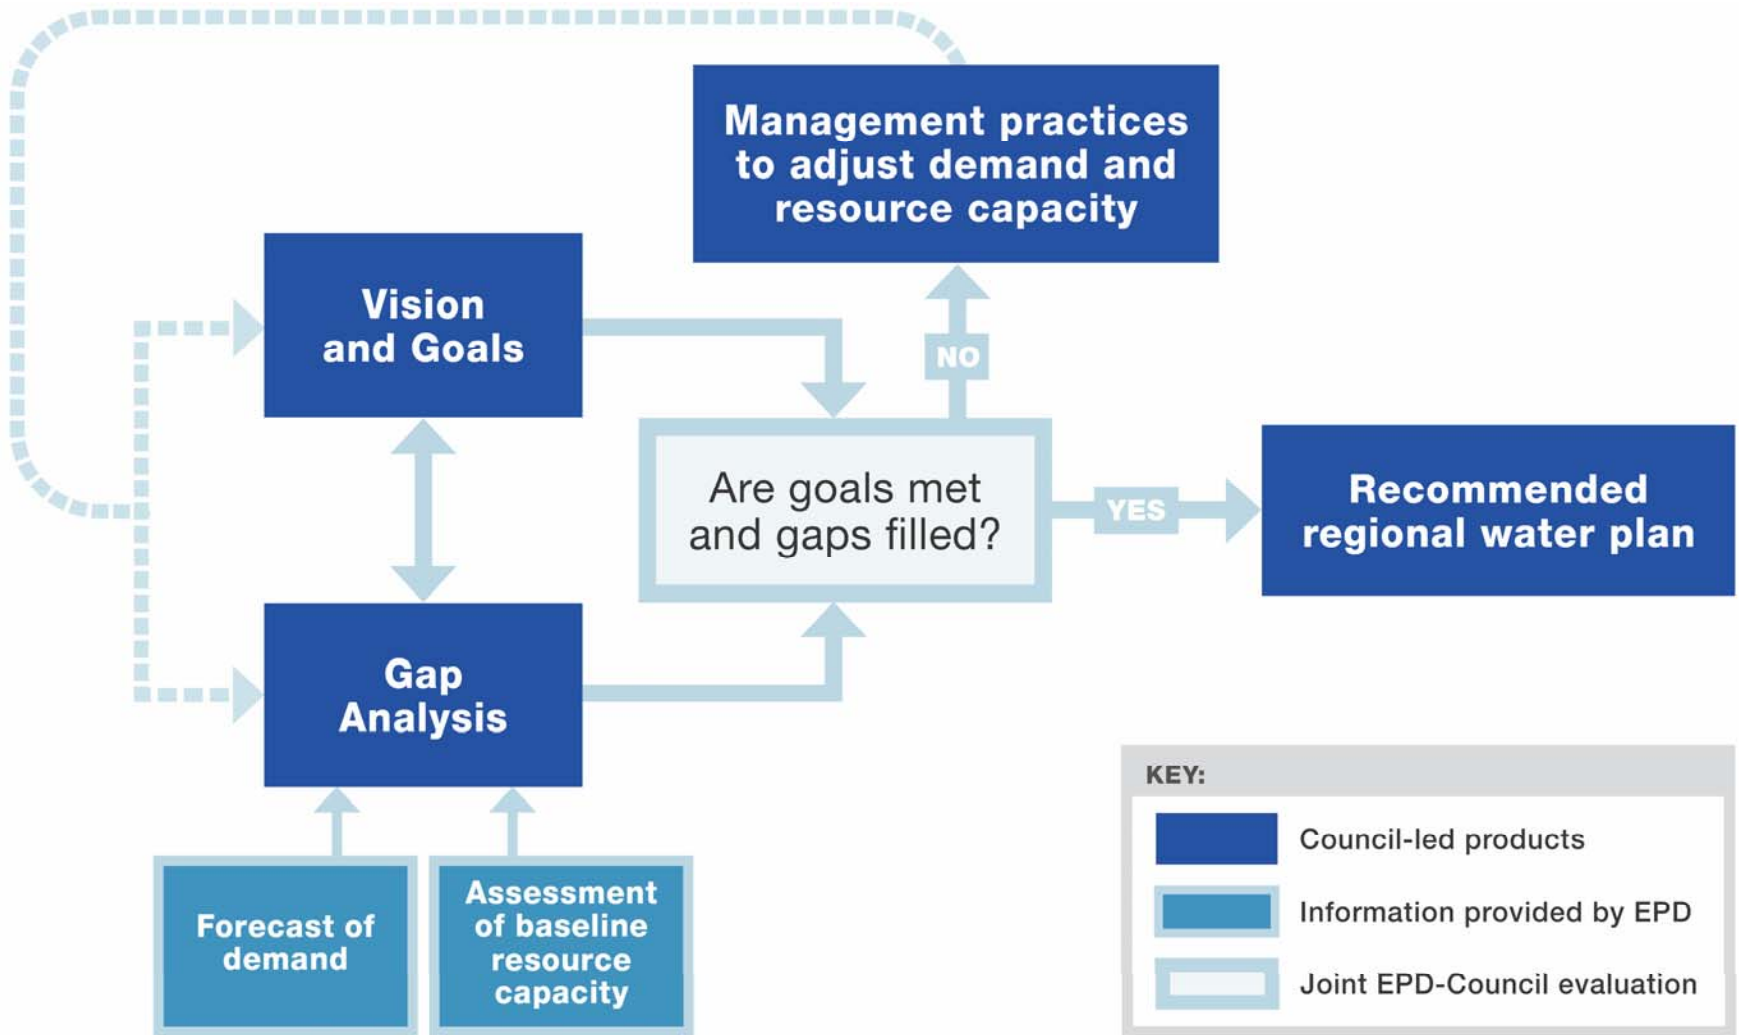 Management practices
to adjust demand and
resource capacity
Vision
and Goals
NO
Are goals met
and gaps filled?
YES
Recommended
regional water plan
Gap
Analysis
Forecast of
demand
Assessment
of baseline
resource
capacity
KEY:
Council-led products
Information provided by EPD
Joint EPD-Council evaluation